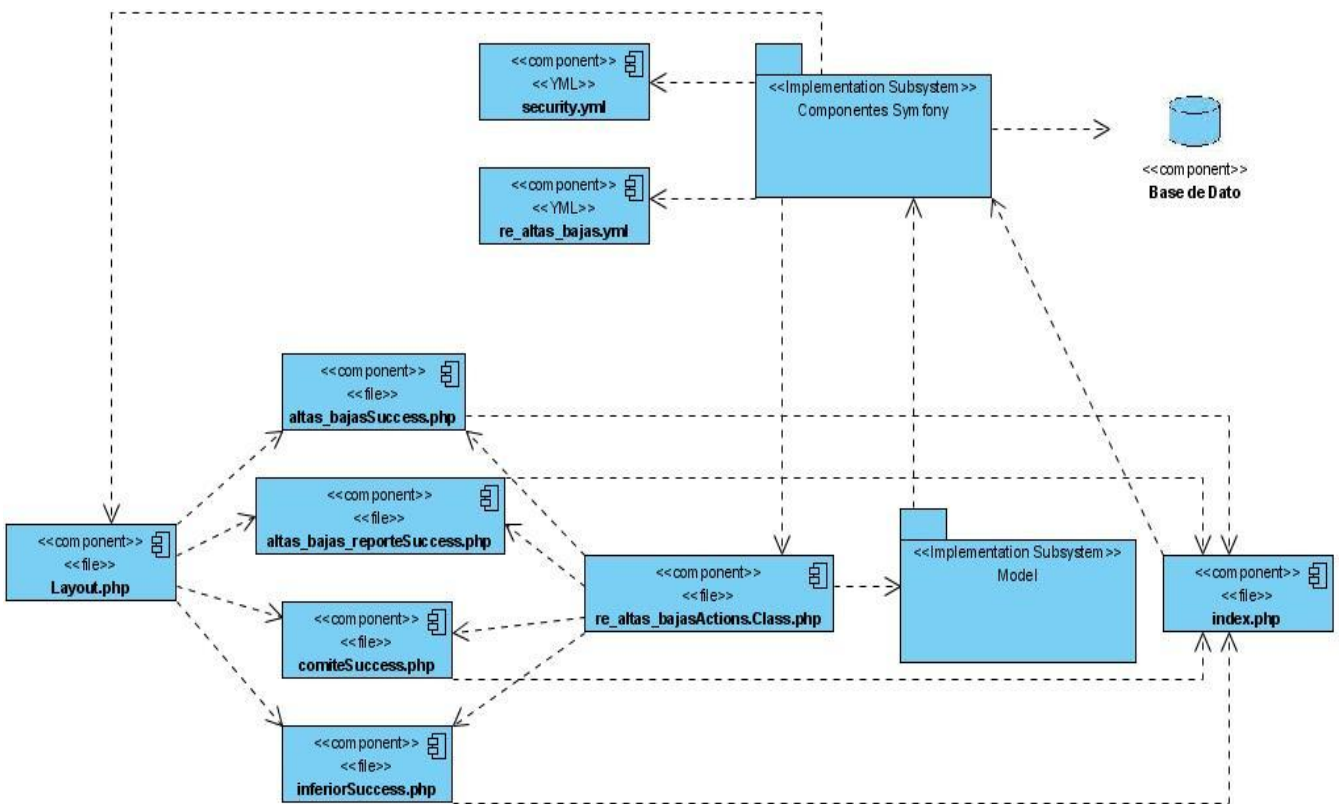 <<component>>
<<YML>>
security.yml
<<Implementation Subsystem>>
Componentes Symfony
<<component>>
Base de Dato
<<component>>
<<YML>>
re_altas_bajas.yml
<<component>>
<<file>>
altas_bajasSuccess.php
<<component>>
<<file>>
altas_bajas_reporteSuccess.php
<<component>>
<<file>>
Layout.php
<<component>>
<<file>>
re_altas_bajasActions.Class.php
<<Implementation Subsystem>>
Model
<<component>>
<<file>>
index.php
<<component>>
<<file>>
comiteSuccess.php
<<component>>
<<file>>
inferiorSuccess.php